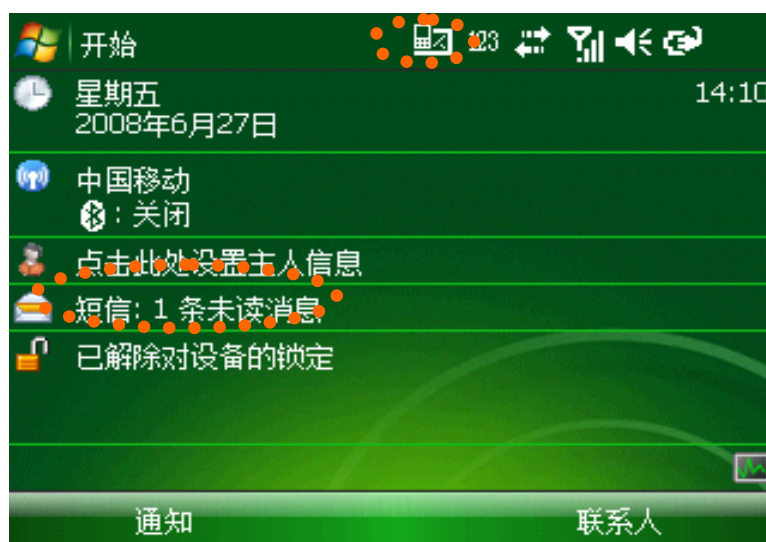 开始
123
星期五
14:10
2008年6月27日
中国移动
: 关闭
点击此处设置主人信息
短信: 1 条未读消息
已解除对设备的锁定
通知
联系人